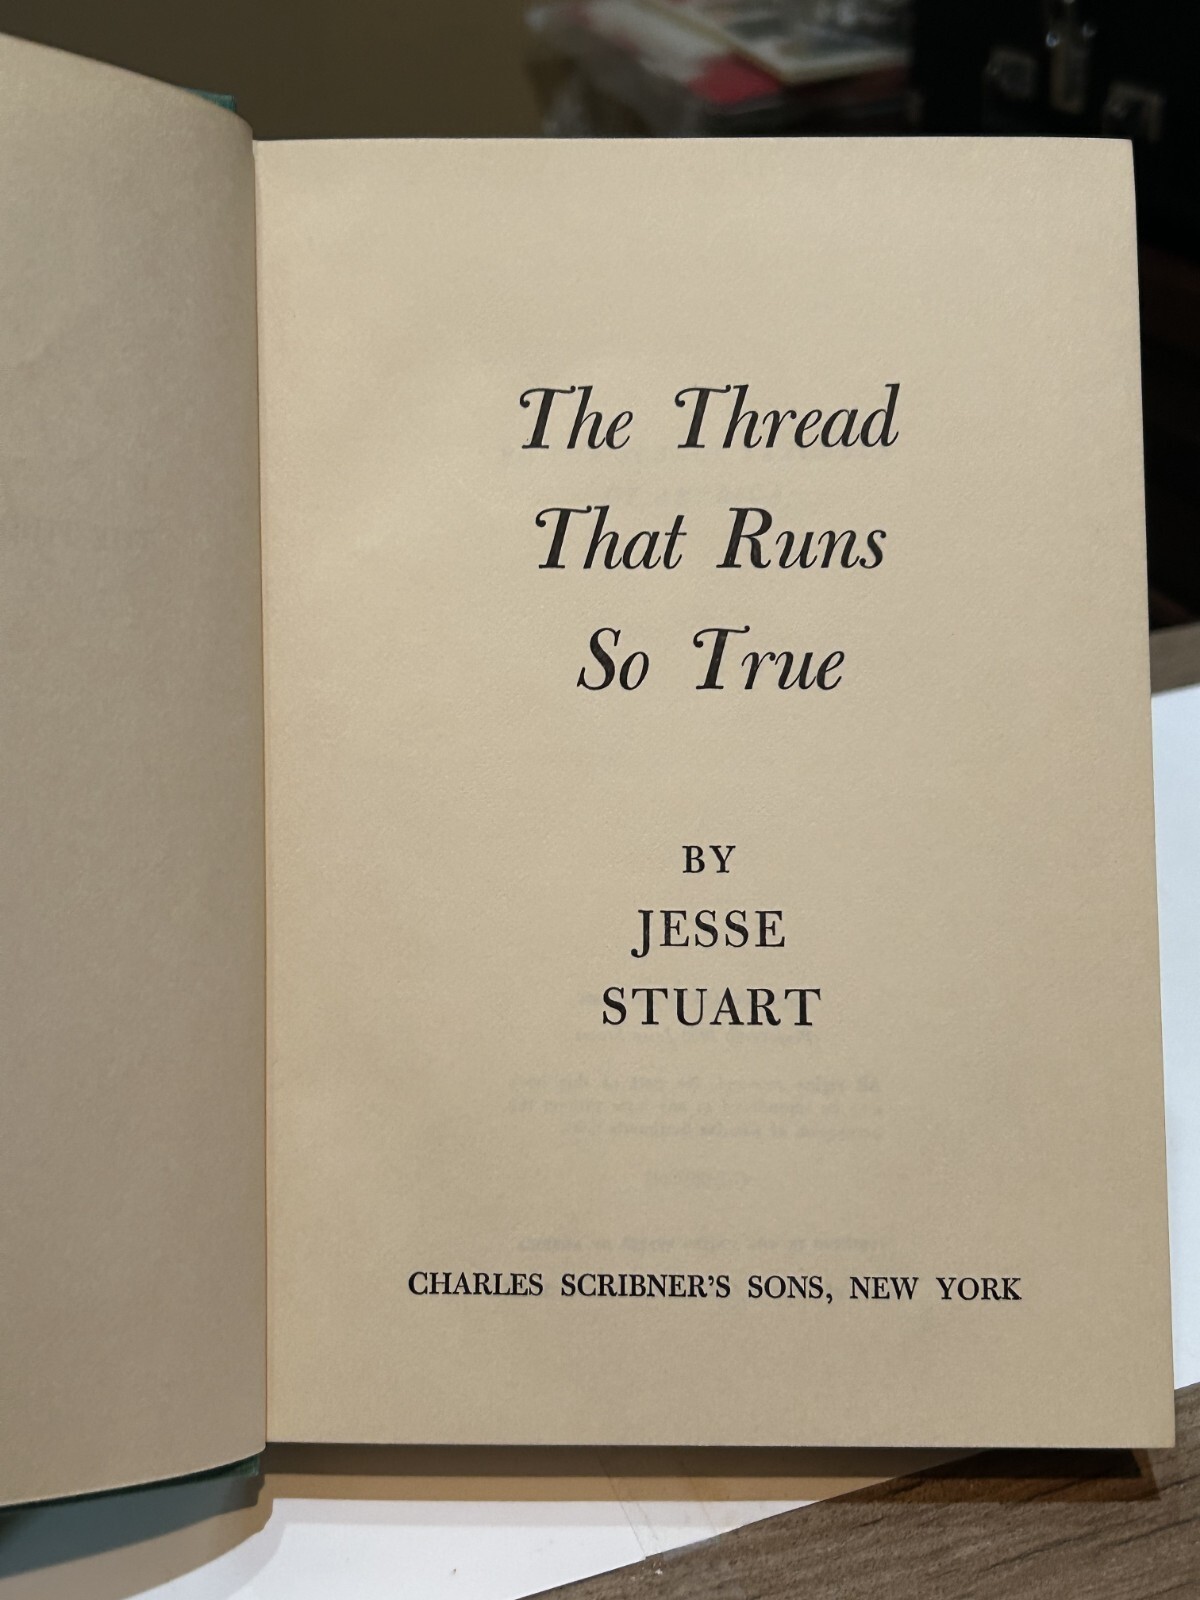 The Thread
That Runs
So True
BY
JESSE
STUART
CHARLES SCRIBNER'S SONS, NEW YORK